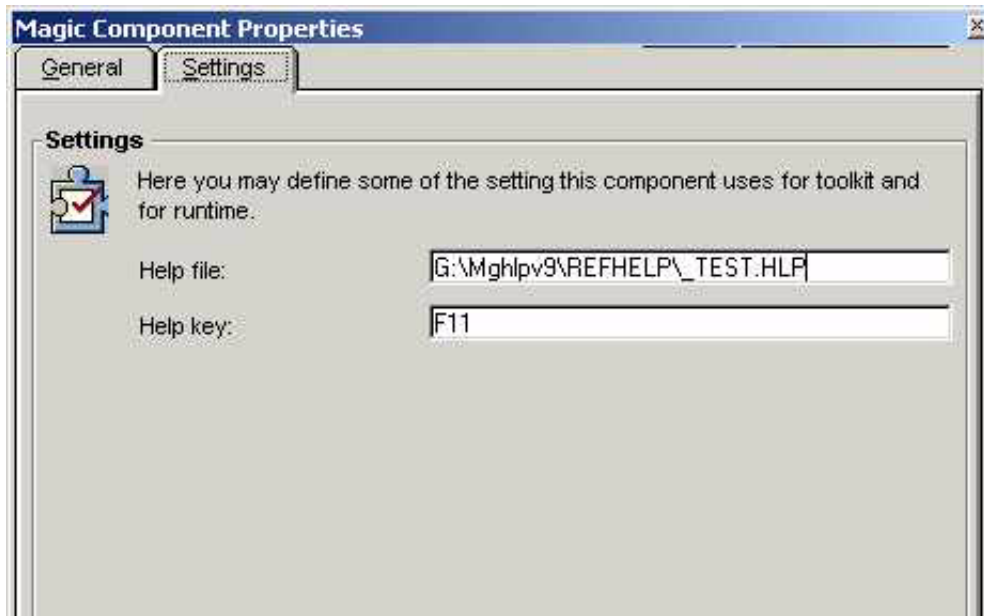 Magic Component Properties
General
Settings
Settings
Here you may define some of the setting this component uses for toolkit and
for runtime.
Help file:
G:\Mghlpv9\REFHELP\_TEST.HLP
Help key:
F11